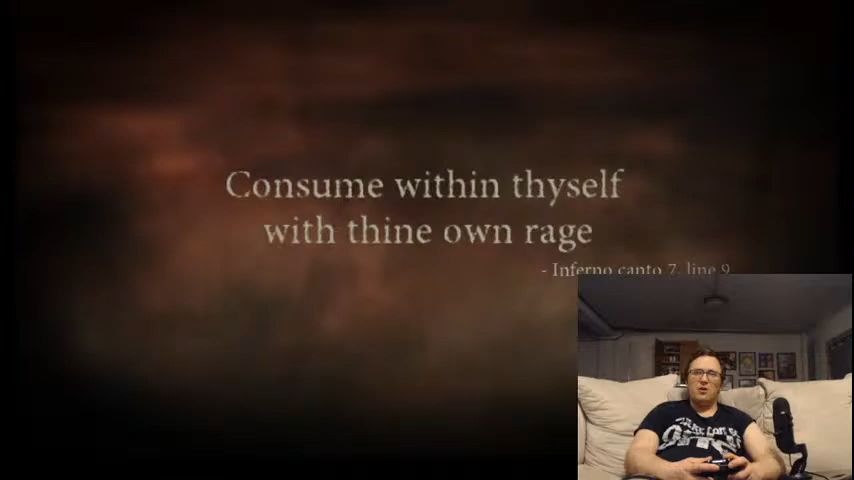 Consume within thyself
with thine own rage
- Inferno canto 7, line 9